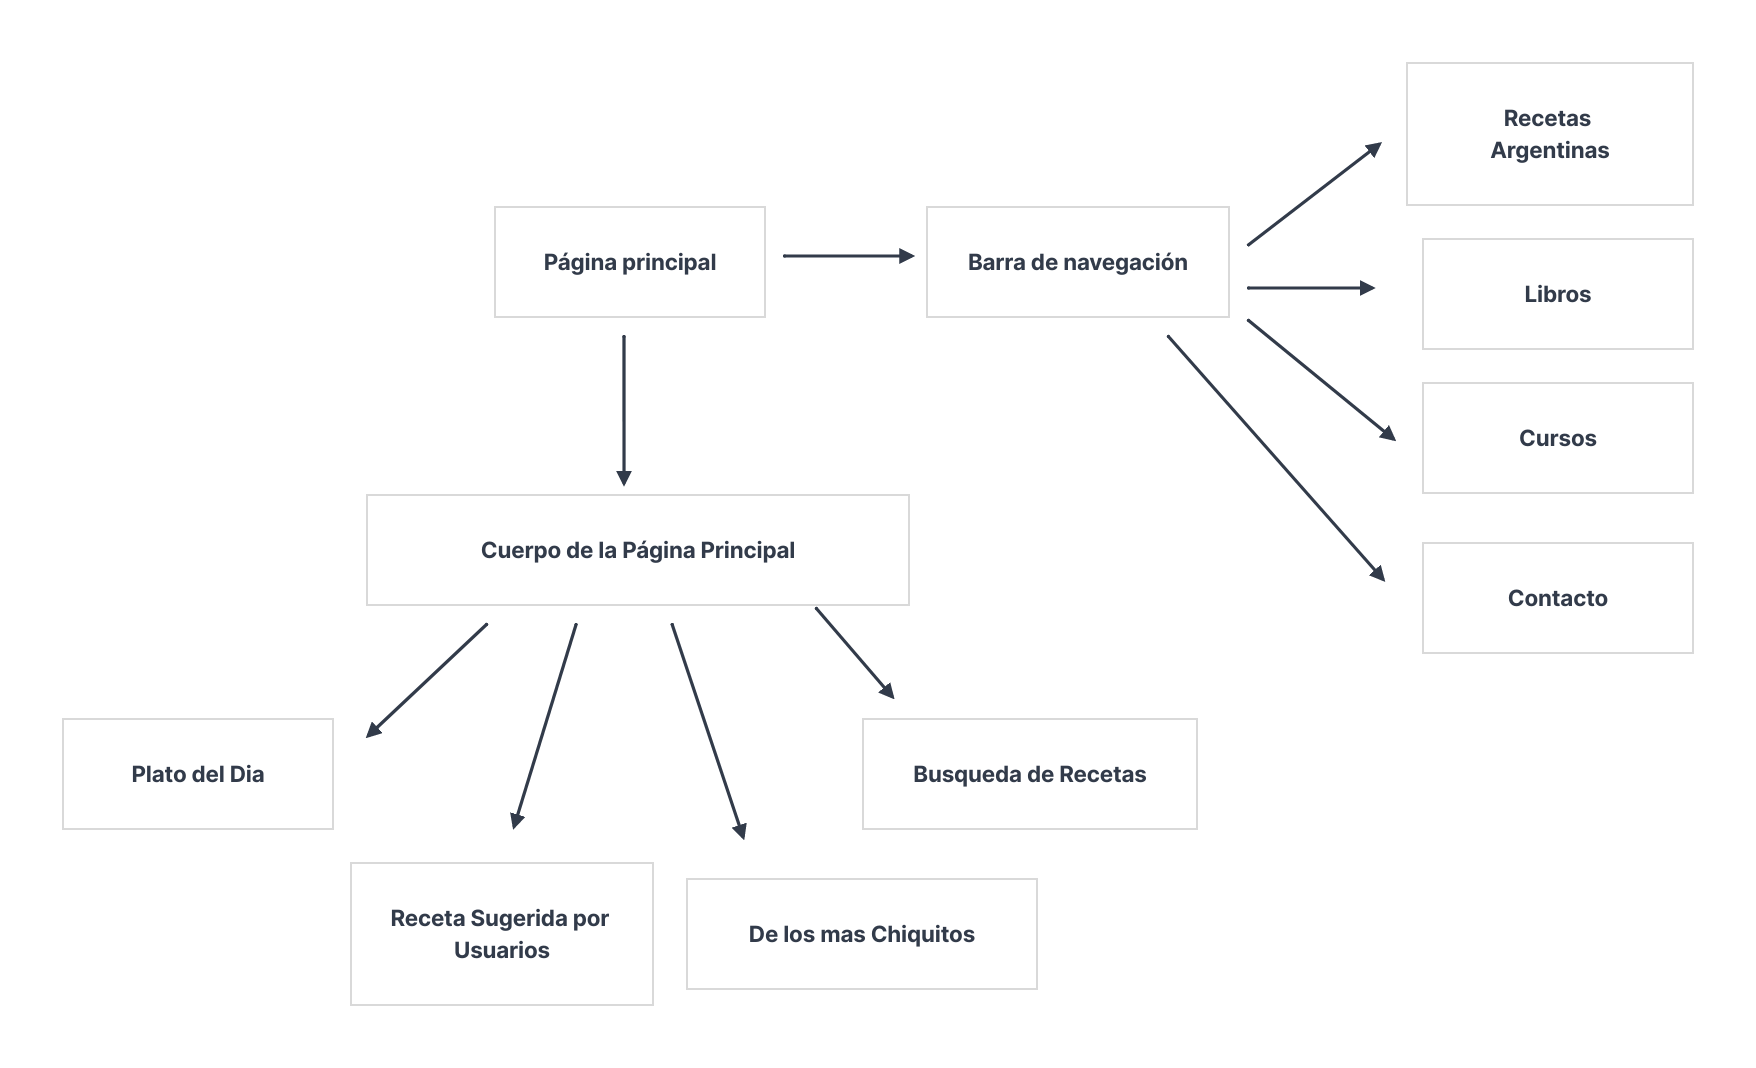 Recetas
Argentinas
Página principal
Barra de navegación
Libros
Cursos
Cuerpo de la Página Principal
Contacto
Plato del Dia
Busqueda de Recetas
Receta Sugerida por
Usuarios
De los mas Chiquitos